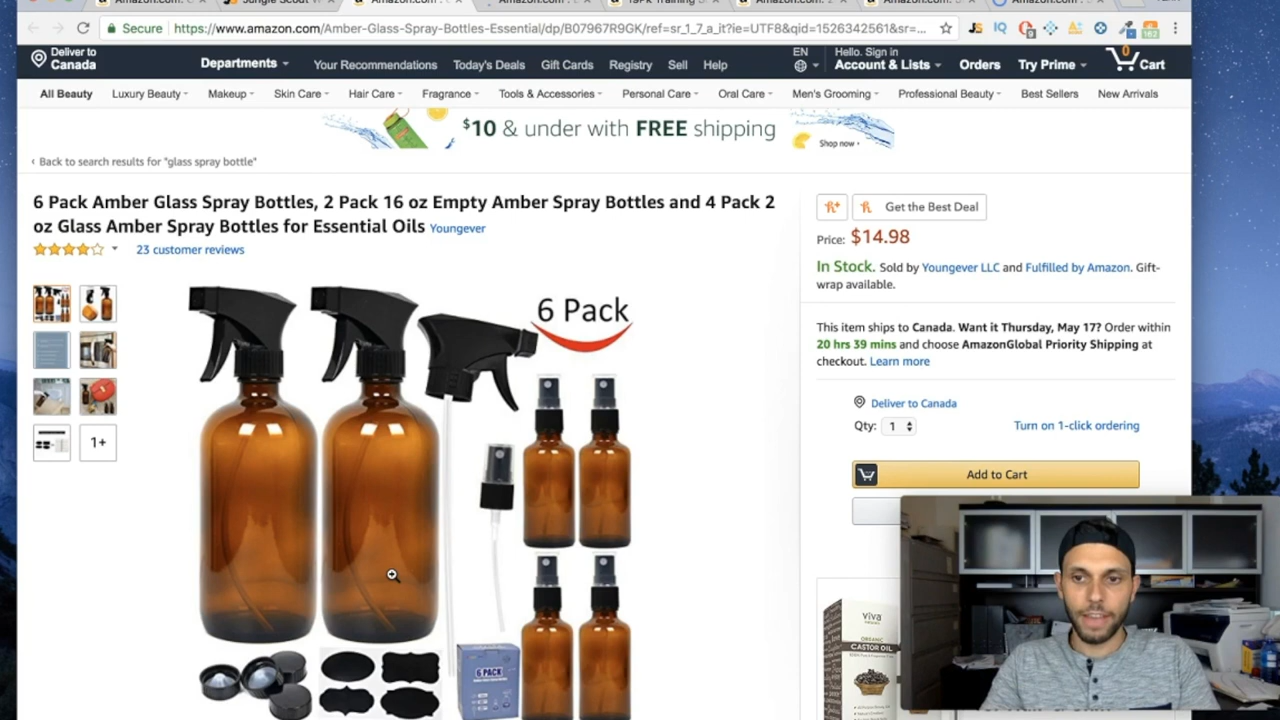 Secure
https://www.amazon.com/Amber-Glass-Spray-Bottles-Essential/dp/B07967R9GK/ref=sr_1_7_a_it?ie=UTF8&qid=1526342561&sr=...
Deliver to
Canada
Departments
Your Recommendations
Today's Deals
Gift Cards
Registry
Sell
Help
EN
Hello. Sign in
Account & Lists
Orders
Try Prime
0
Cart
All Beauty
Luxury Beauty
Makeup
Skin Care
Hair Care
Fragrance
Tools & Accessories
Personal Care
Oral Care
Men's Grooming
Professional Beauty
Best Sellers
New Arrivals
$10 & under with FREE shipping
Shop now ›
‹ Back to search results for "glass spray bottle"
6 Pack Amber Glass Spray Bottles, 2 Pack 16 oz Empty Amber Spray Bottles and 4 Pack 2
oz Glass Amber Spray Bottles for Essential Oils Youngever
23 customer reviews
1+
6 Pack
6 PACK
Get the Best Deal
Price: $14.98
In Stock. Sold by Youngever LLC and Fulfilled by Amazon. Gift-
wrap available.
This item ships to Canada. Want it Thursday, May 17? Order within
20 hrs 39 mins and choose AmazonGlobal Priority Shipping at
checkout. Learn more
Deliver to Canada
Qty: 1
Turn on 1-click ordering
Add to Cart
viva
ORGANIC
CASTOR OIL